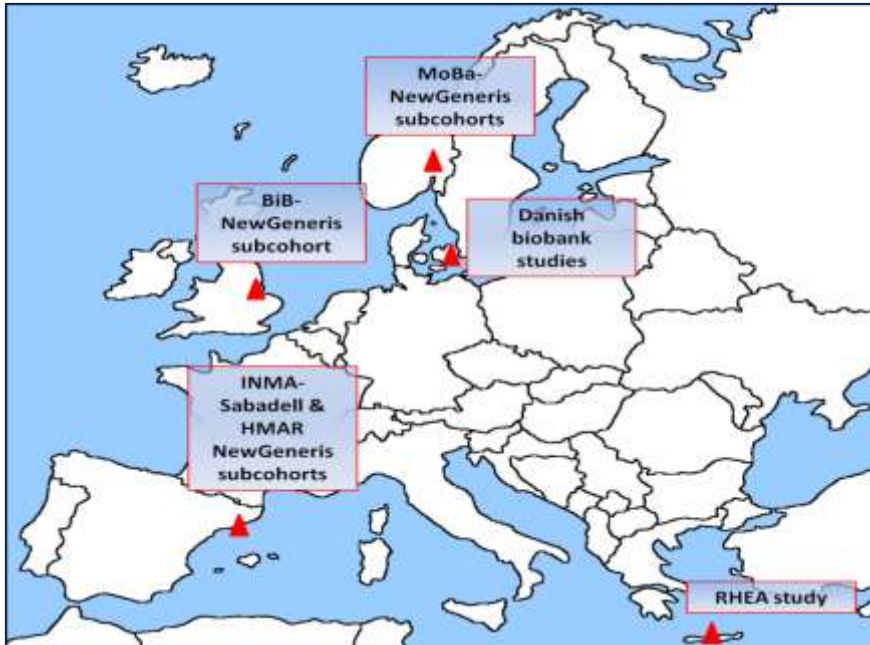 MoBa-
NewGeneris
subcohorts
BiB-
NewGeneris
subcohort
Danish
biobank
studies
INMA-
Sabadell &
HMAR
NewGeneris
subcohorts
RHEA study